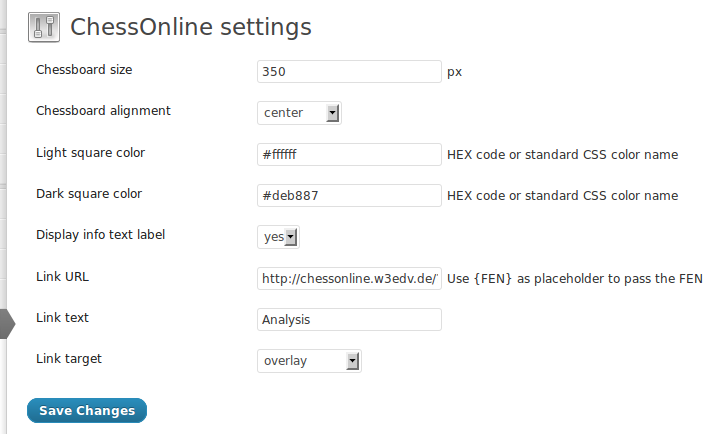 ChessOnline settings
Chessboard size 350 px
Chessboard alignment center
Light square color #ffffff HEX code or standard CSS color name
Dark square color #deb887 HEX code or standard CSS color name
Display info text label yes
Link URL http://chessonline.w3edv.de/ Use {FEN} as placeholder to pass the FEN
Link text Analysis
Link target overlay
Save Changes